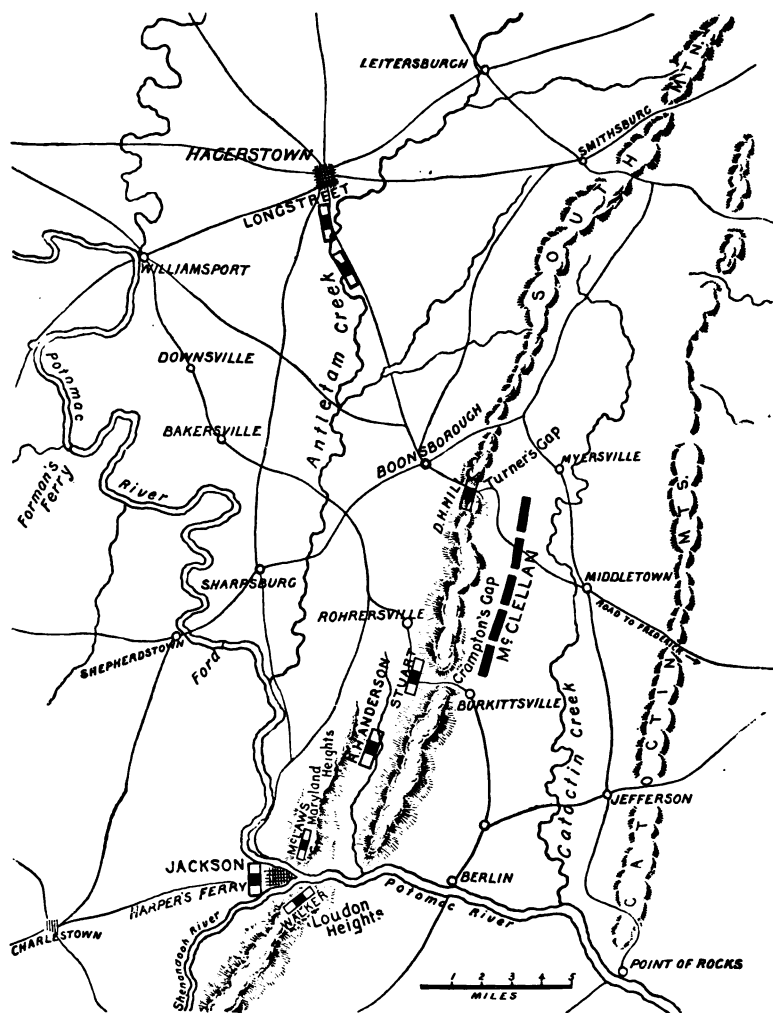 LEITERSBURGH
SOUTH MTN.
SMITHSBURG
HAGERSTOWN
LONGSTREET
WILLIAMSPORT
Antietam Creek
Potomac
River
DOWNSVILLE
BAKERSVILLE
BOONSBOROUGH
Turner's Gap
D.H. HILL
MYERSVILLE
Forman's
Ferry
CATOCTIN MTS.
SHARPSBURG
Crampton's Gap
McCLELLAN
MIDDLETOWN
ROAD TO FREDERICK
ROHRERSVILLE
SHEPHERDSTOWN
Ford
STUART
R.H. ANDERSON
BURKITTSVILLE
Catactin creek
McLAWS
Maryland
Heights
JEFFERSON
JACKSON
HARPER'S FERRY
BERLIN
Potomac River
WALKER
Loudon
Heights
CHARLESTOWN
Shenandoah River
POINT OF ROCKS
1 2 3 4 5
MILES